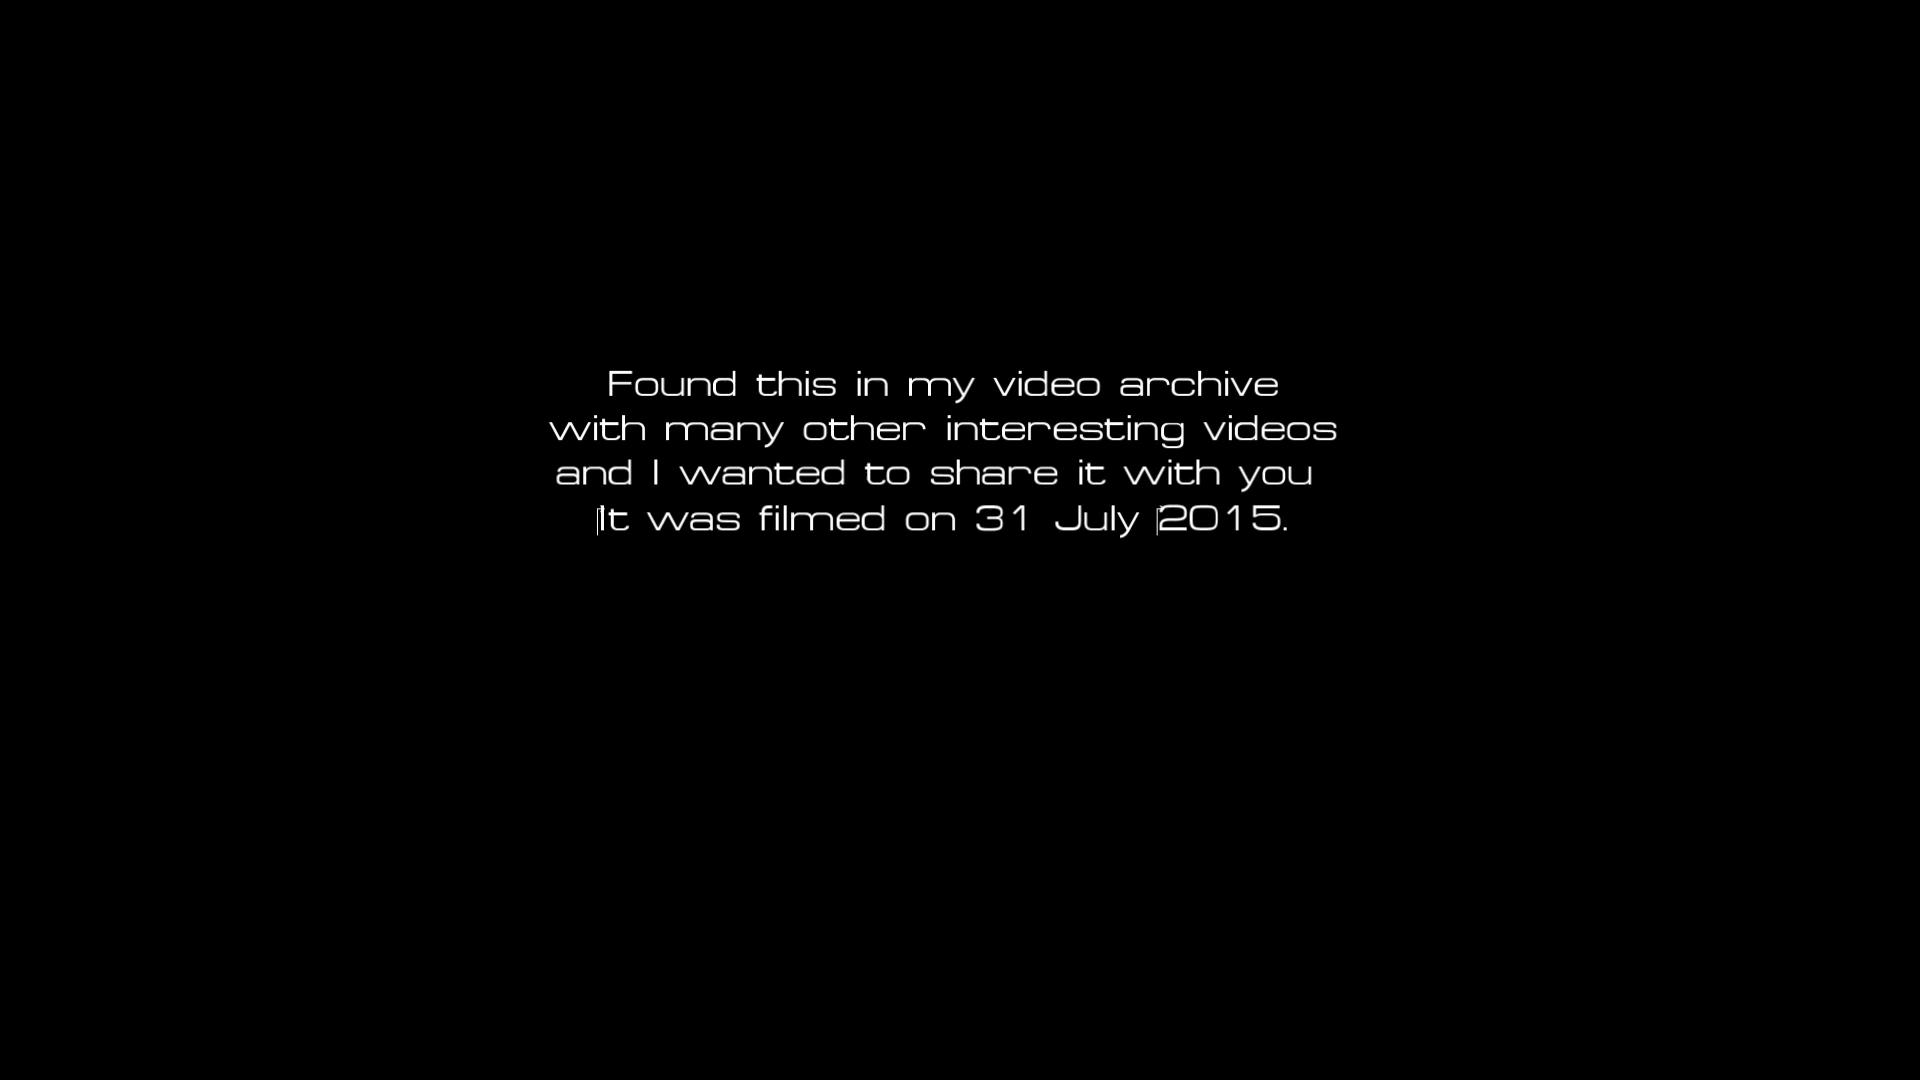 Found this in my video archive
with many other interesting videos
and I wanted to share it with you
It was filmed on 31 July 2015.